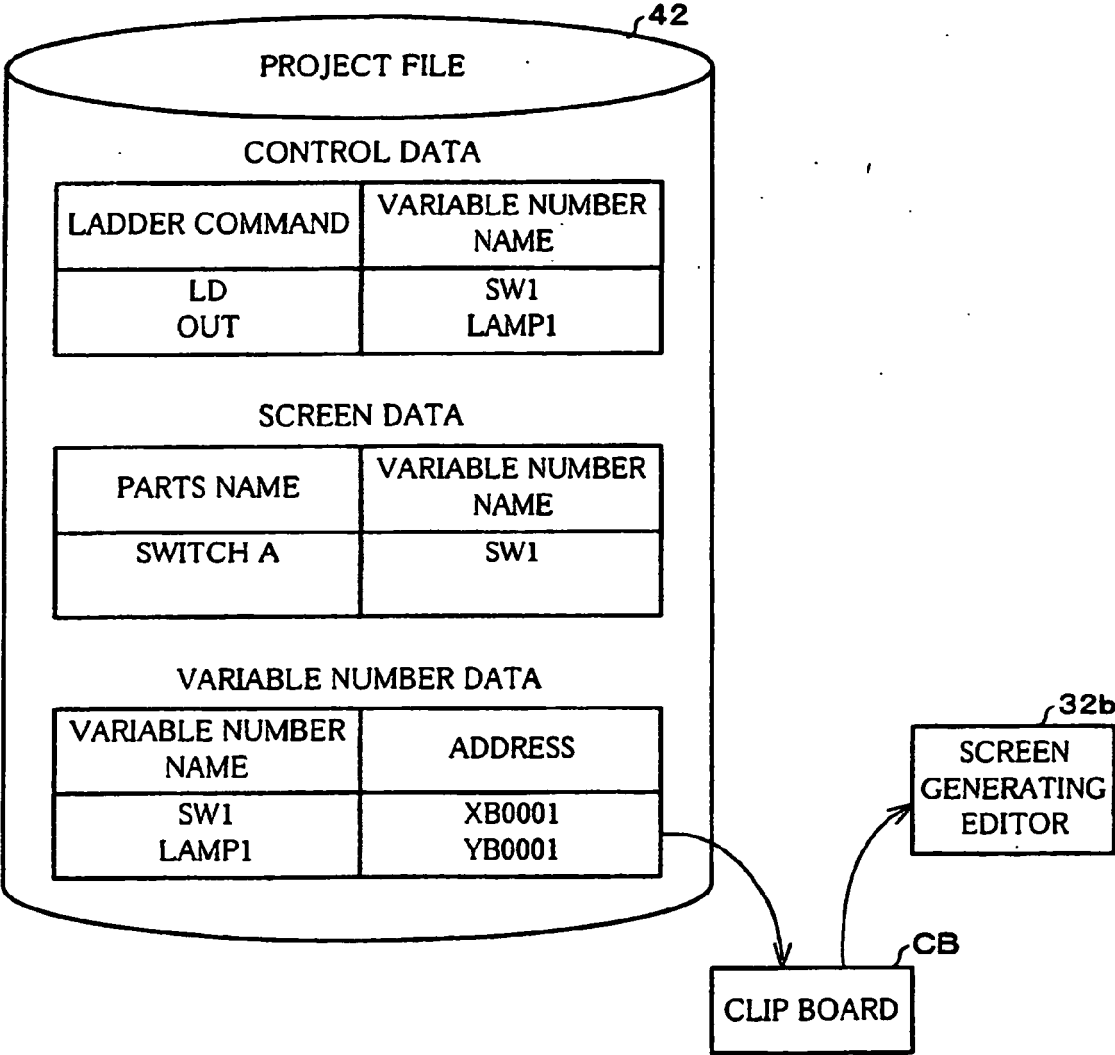 42
PROJECT FILE
CONTROL DATA
LADDER COMMAND
VARIABLE NUMBER
NAME
LD
SW1
OUT
LAMP1
SCREEN DATA
PARTS NAME
VARIABLE NUMBER
NAME
SWITCH A
SW1
VARIABLE NUMBER DATA
VARIABLE NUMBER
NAME
ADDRESS
SW1
XB0001
LAMP1
YB0001
32b
SCREEN
GENERATING
EDITOR
CB
CLIP BOARD